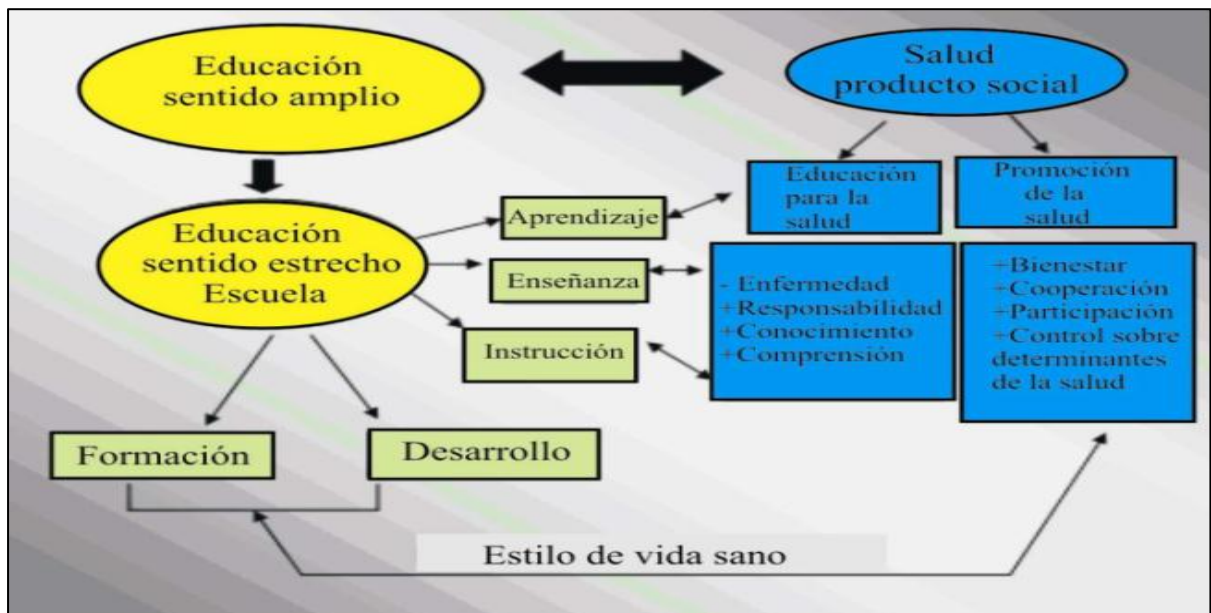 Educación
sentido amplio
Salud
producto social
Educación
para la
salud
Promoción
de la
salud
Educación
sentido estrecho
Escuela
Aprendizaje
Enseñanza
Instrucción
- Enfermedad
+Responsabilidad
+Conocimiento
+Comprensión
+Bienestar
+Cooperación
+Participación
+Control sobre
determinantes
de la salud
Formación
Desarrollo
Estilo de vida sano